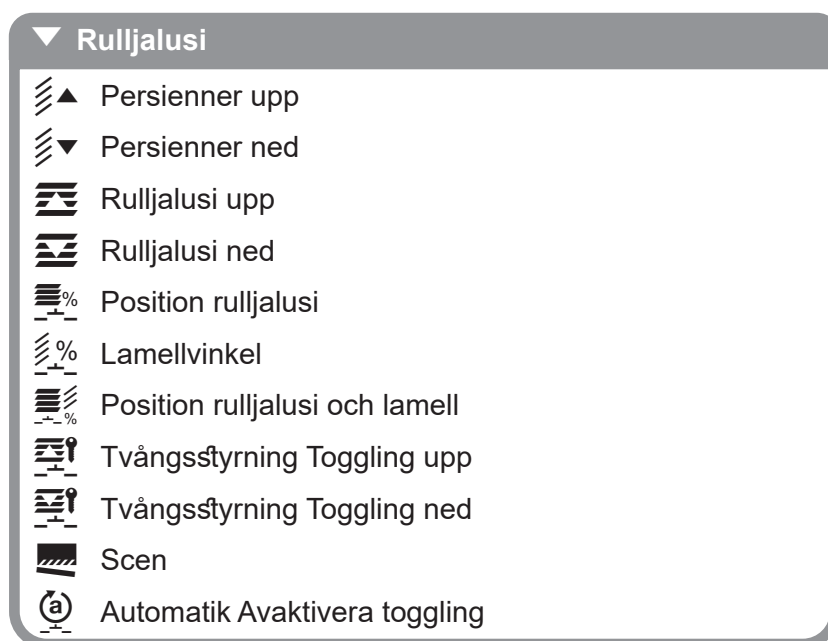 Rulljalusi
Persienner upp
Persienner ned
Rulljalusi upp
Rulljalusi ned
% Position rulljalusi
% Lamellvinkel
% Position rulljalusi och lamell
Tvångsstyrning Toggling upp
Tvångsstyrning Toggling ned
Scen
a Automatik Avaktivera toggling